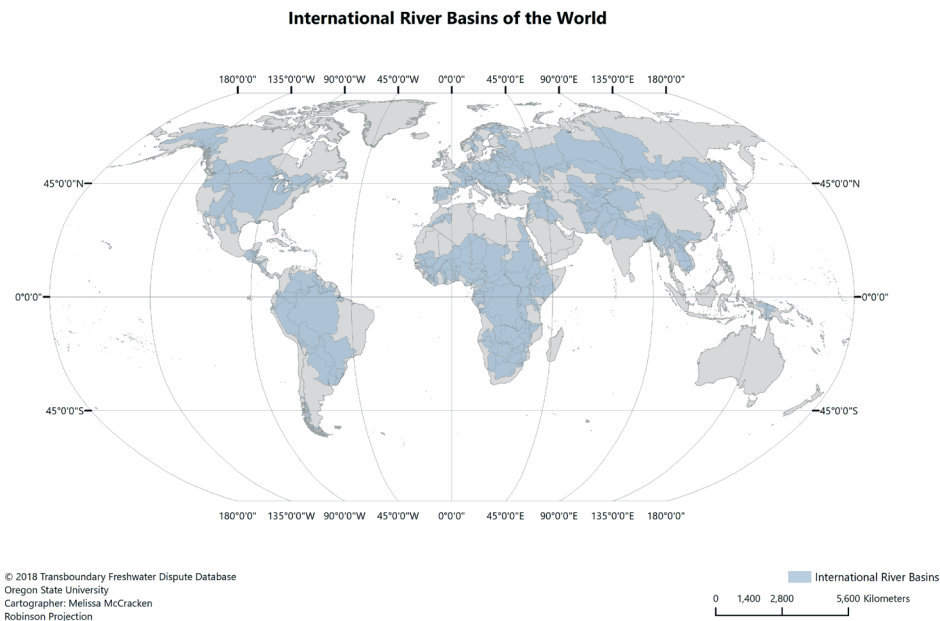 International River Basins of the World
180°0'0" 135°0'0"W 90°0'0"W 45°0'0"W 0°0'0" 45°0'0"E 90°0'0"E 135°0'0"E 180°0'0"
45°0'0"N 45°0'0"N
0°0'0" 0°0'0"
45°0'0"S 45°0'0"S
180°0'0" 135°0'0"W 90°0'0"W 45°0'0"W 0°0'0" 45°0'0"E 90°0'0"E 135°0'0"E 180°0'0"
© 2018 Transboundary Freshwater Dispute Database
Oregon State University
Cartographer: Melissa McCracken
Robinson Projection
International River Basins
0 1,400 2,800 5,600 Kilometers